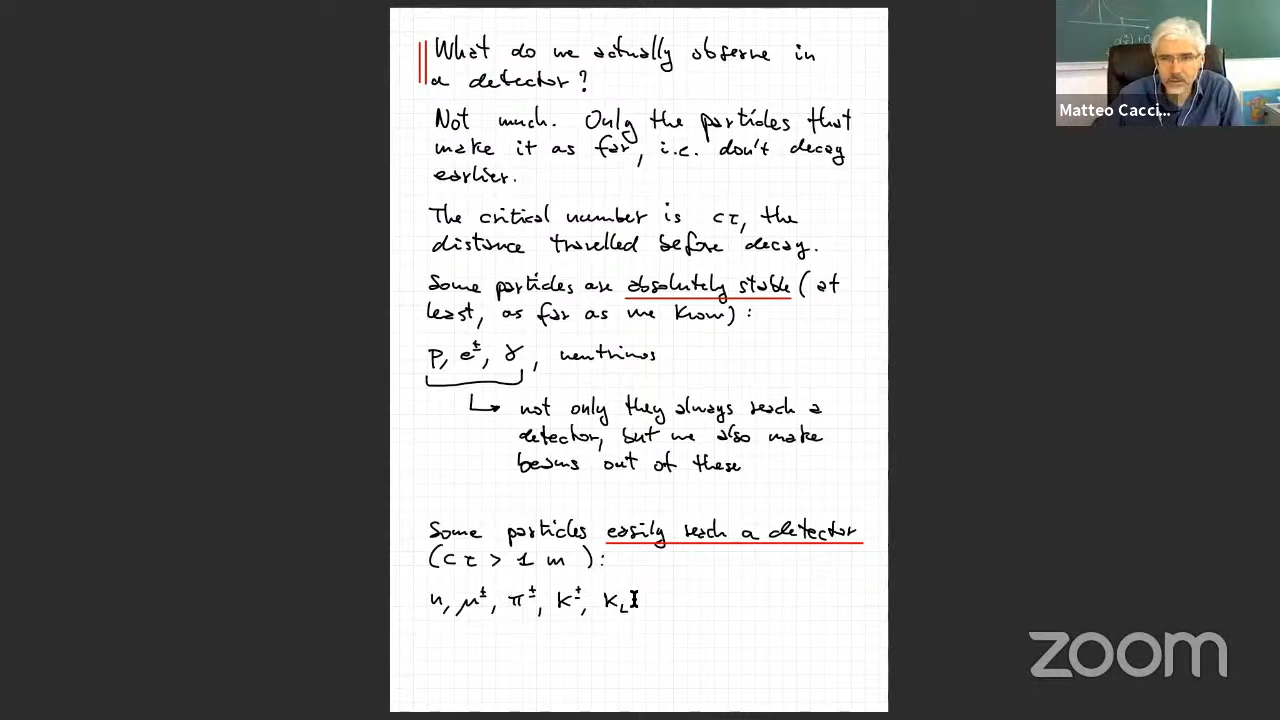 What do we actually observe in
a detector?
Not much. Only the particles that
make it as far, i.e. don't decay
earlier.
The critical number is cτ, the
distance travelled before decay.
Some particles are absolutely stable (at
least, as far as we know):
p, e±, γ, neutrinos
not only they always reach a
detector, but we also make
beams out of these
Some particles easily reach a detector
(cτ > 1 m):
n, μ±, π±, K±, K_L
Matteo Cacci...
zoom